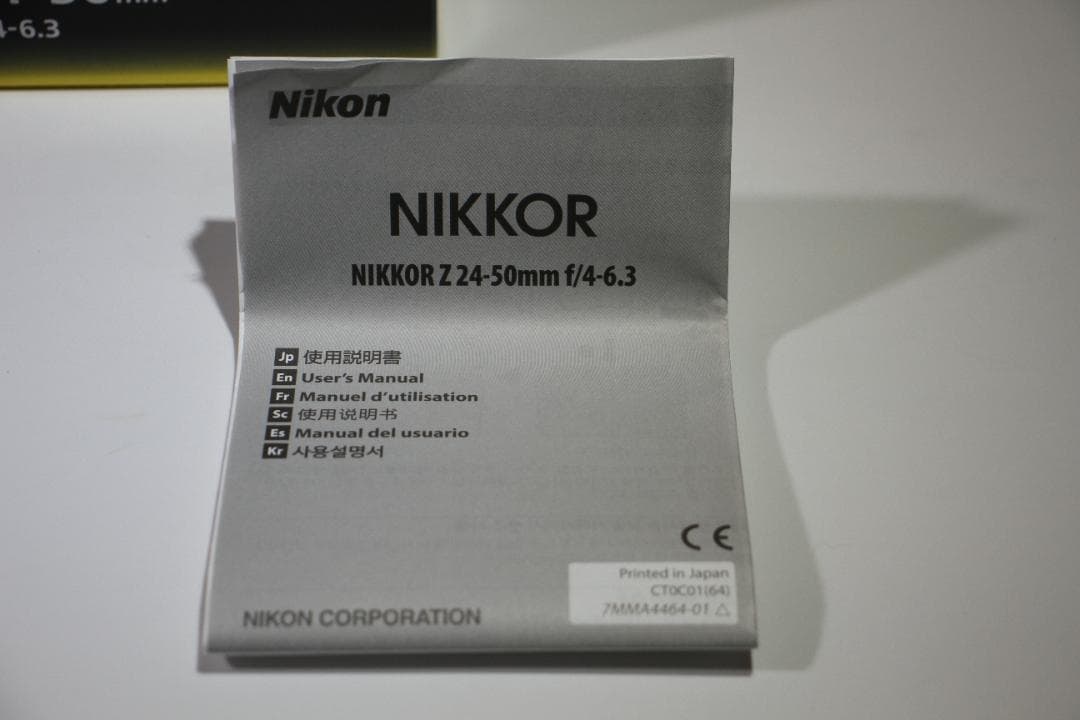 4-6.3
Nikon
NIKKOR
NIKKOR Z 24-50mm f/4-6.3
Jp 使用説明書
En User's Manual
Fr Manuel d'utilisation
Sc 使用说明书
Es Manual del usuario
Kr 사용설명서
CE
Printed in Japan
CT0C01(64)
7MMA4464-01 △
NIKON CORPORATION